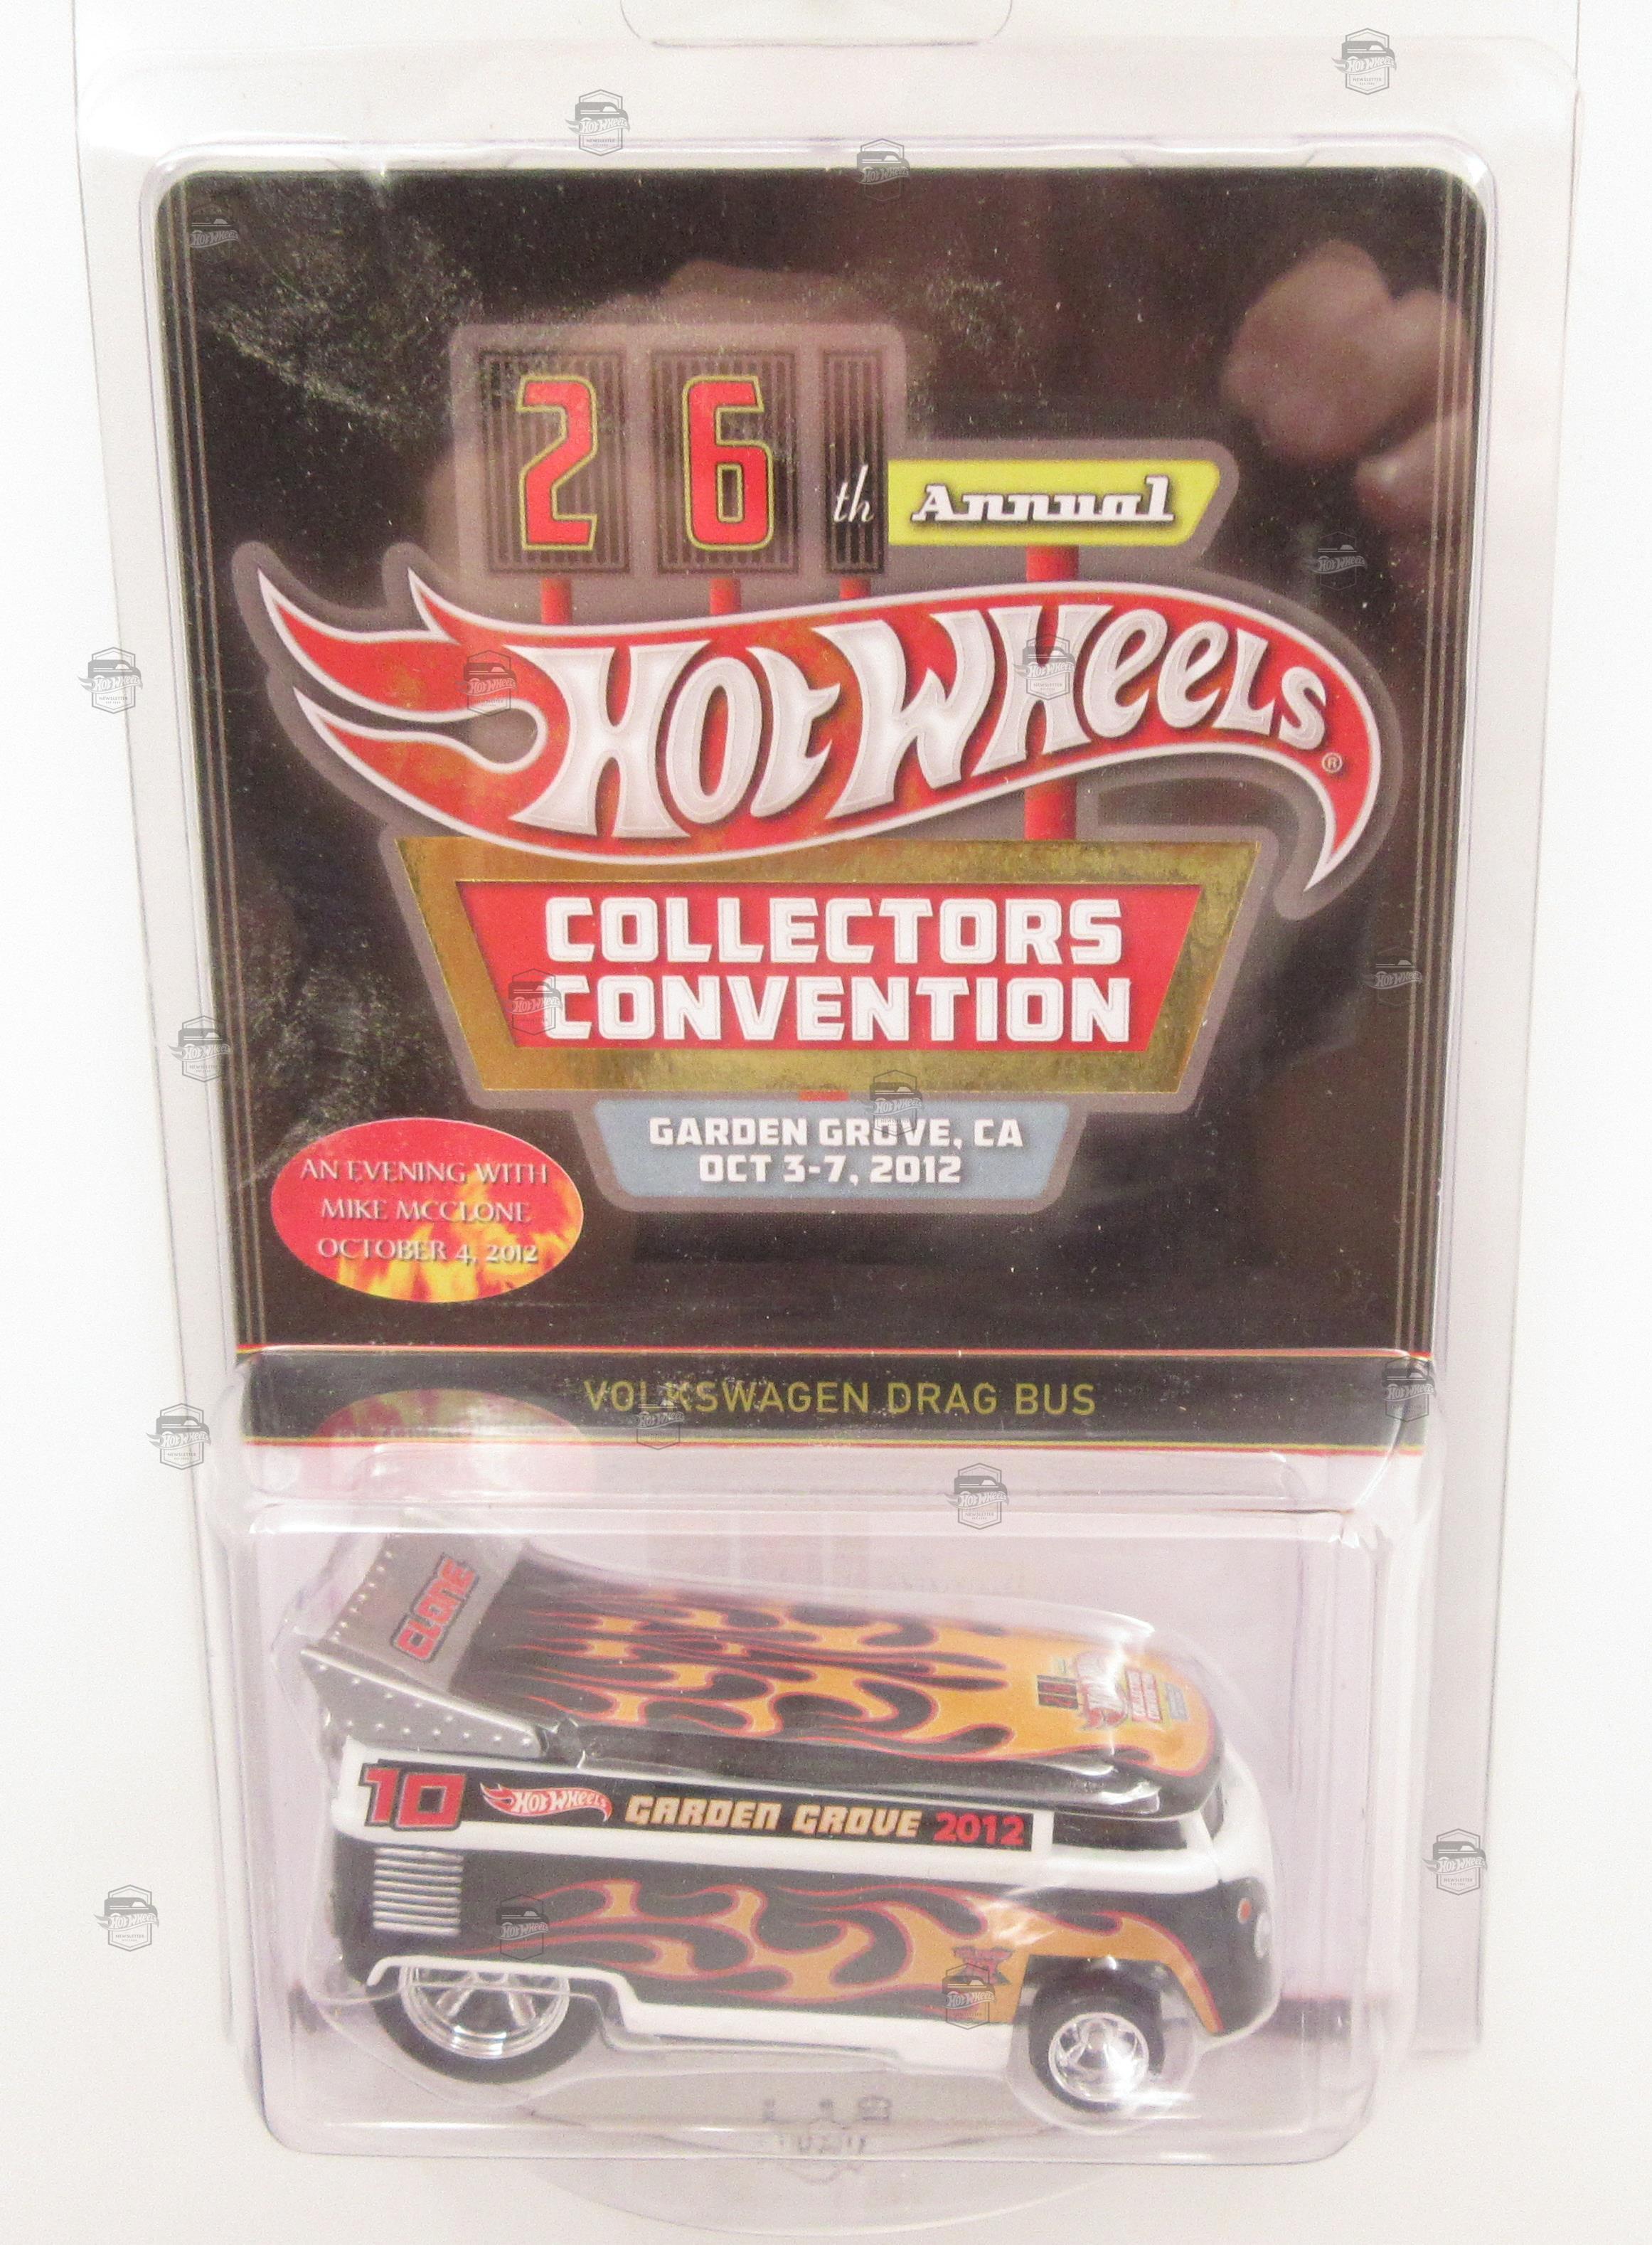 26th Annual
Hot Wheels®
COLLECTORS
CONVENTION
GARDEN GROVE, CA
OCT 3-7, 2012
AN EVENING WITH
MIKE MCCLONE
OCTOBER 4, 2012
VOLKSWAGEN DRAG BUS
CLONE
10 Hot Wheels GARDEN GROVE 2012